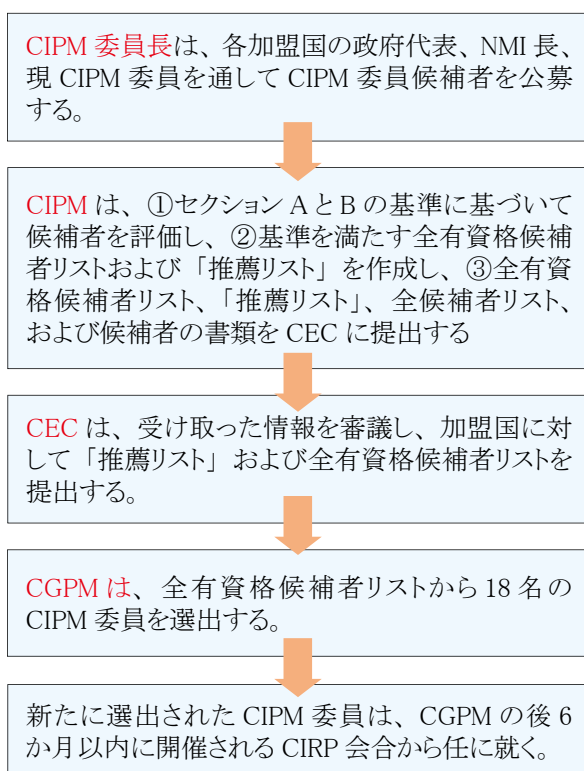 CIPM 委員長は、各加盟国の政府代表、NMI 長、
現 CIPM 委員を通して CIPM 委員候補者を公募
する。
CIPM は、①セクション A と B の基準に基づいて
候補者を評価し、②基準を満たす全有資格候補
者リストおよび「推薦リスト」を作成し、③全有資
格候補者リスト、「推薦リスト」、全候補者リスト、
および候補者の書類を CEC に提出する
CEC は、受け取った情報を審議し、加盟国に対
して「推薦リスト」および全有資格候補者リストを
提出する。
CGPM は、全有資格候補者リストから 18 名の
CIPM 委員を選出する。
新たに選出された CIPM 委員は、CGPM の後 6
か月以内に開催される CIRP 会合から任に就く。